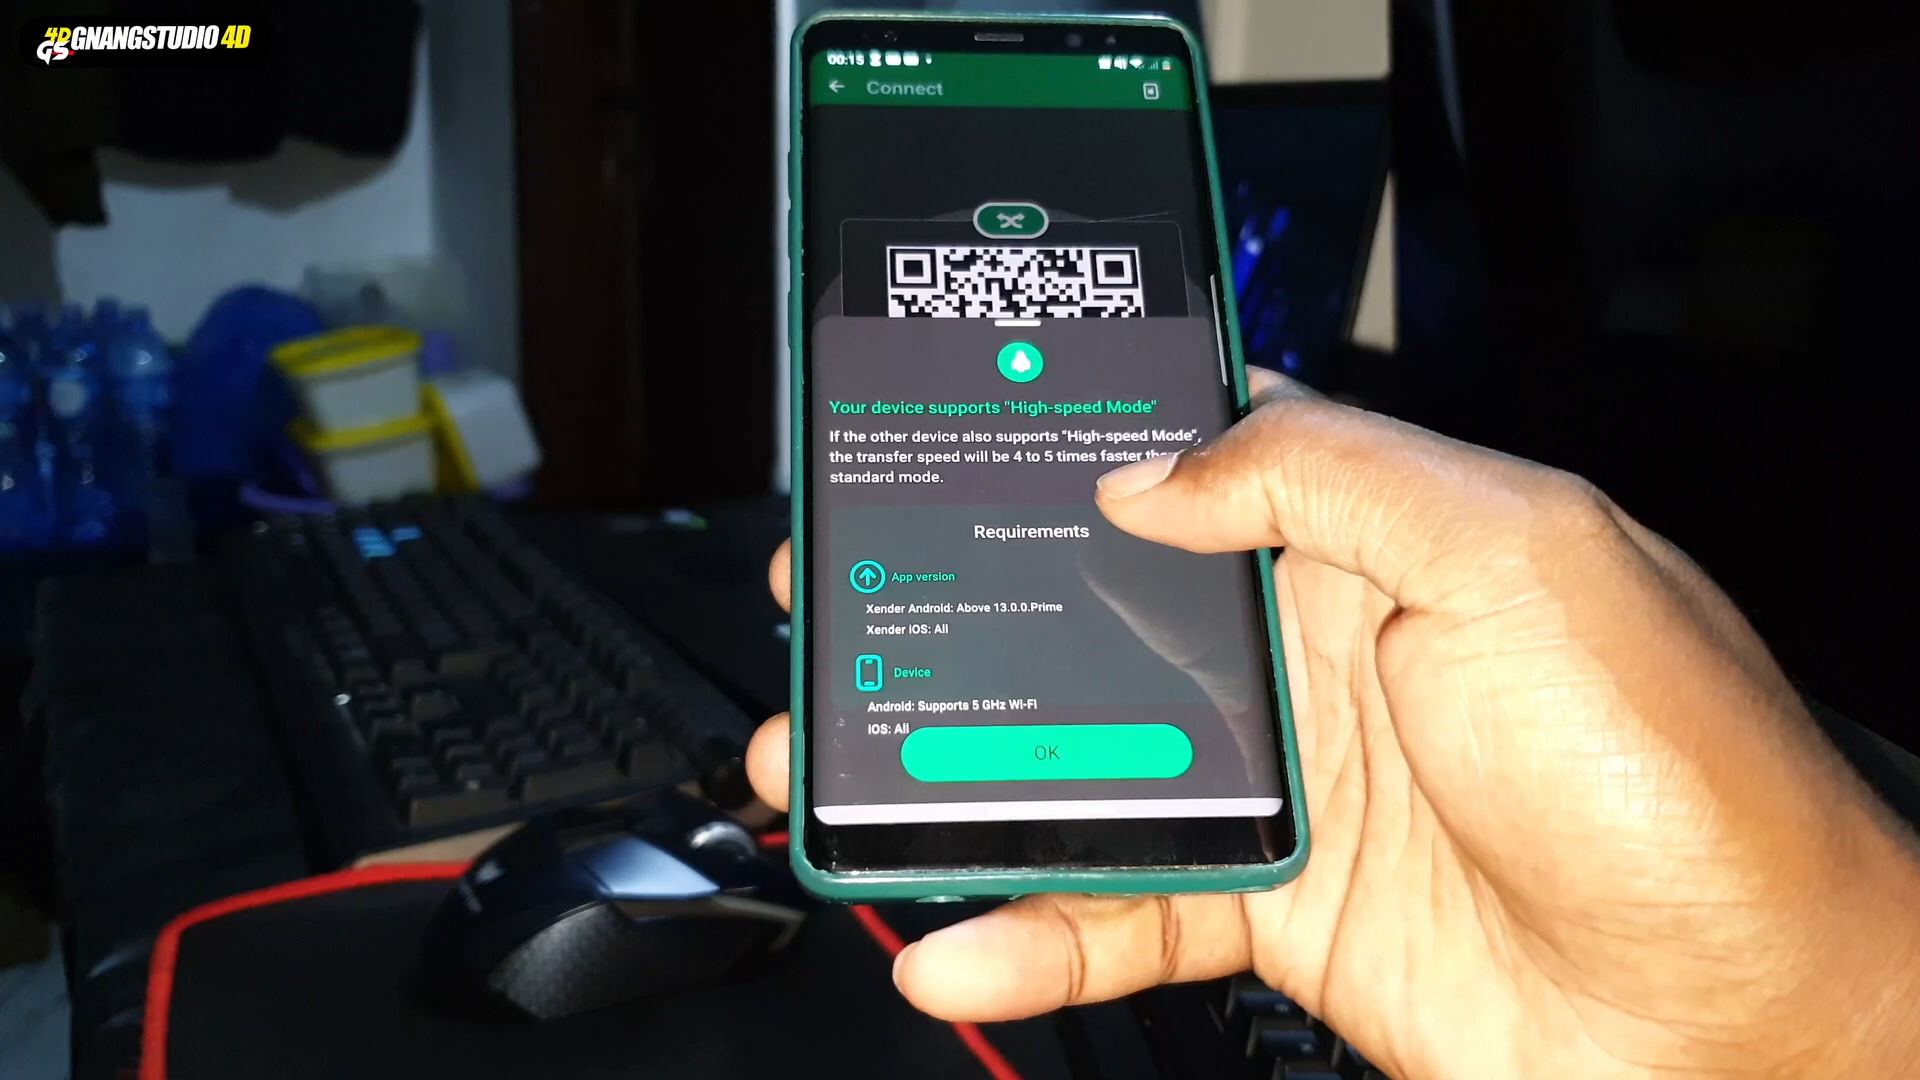 4D
GS GNANGSTUDIO 4D
00:15
Connect
Your device supports "High-speed Mode"
If the other device also supports "High-speed Mode",
the transfer speed will be 4 to 5 times faster
standard mode.
Requirements
App version
Xender Android: Above 13.0.0.Prime
Xender iOS: All
Device
Android: Supports 5 GHz Wi-Fi
iOS: All
OK